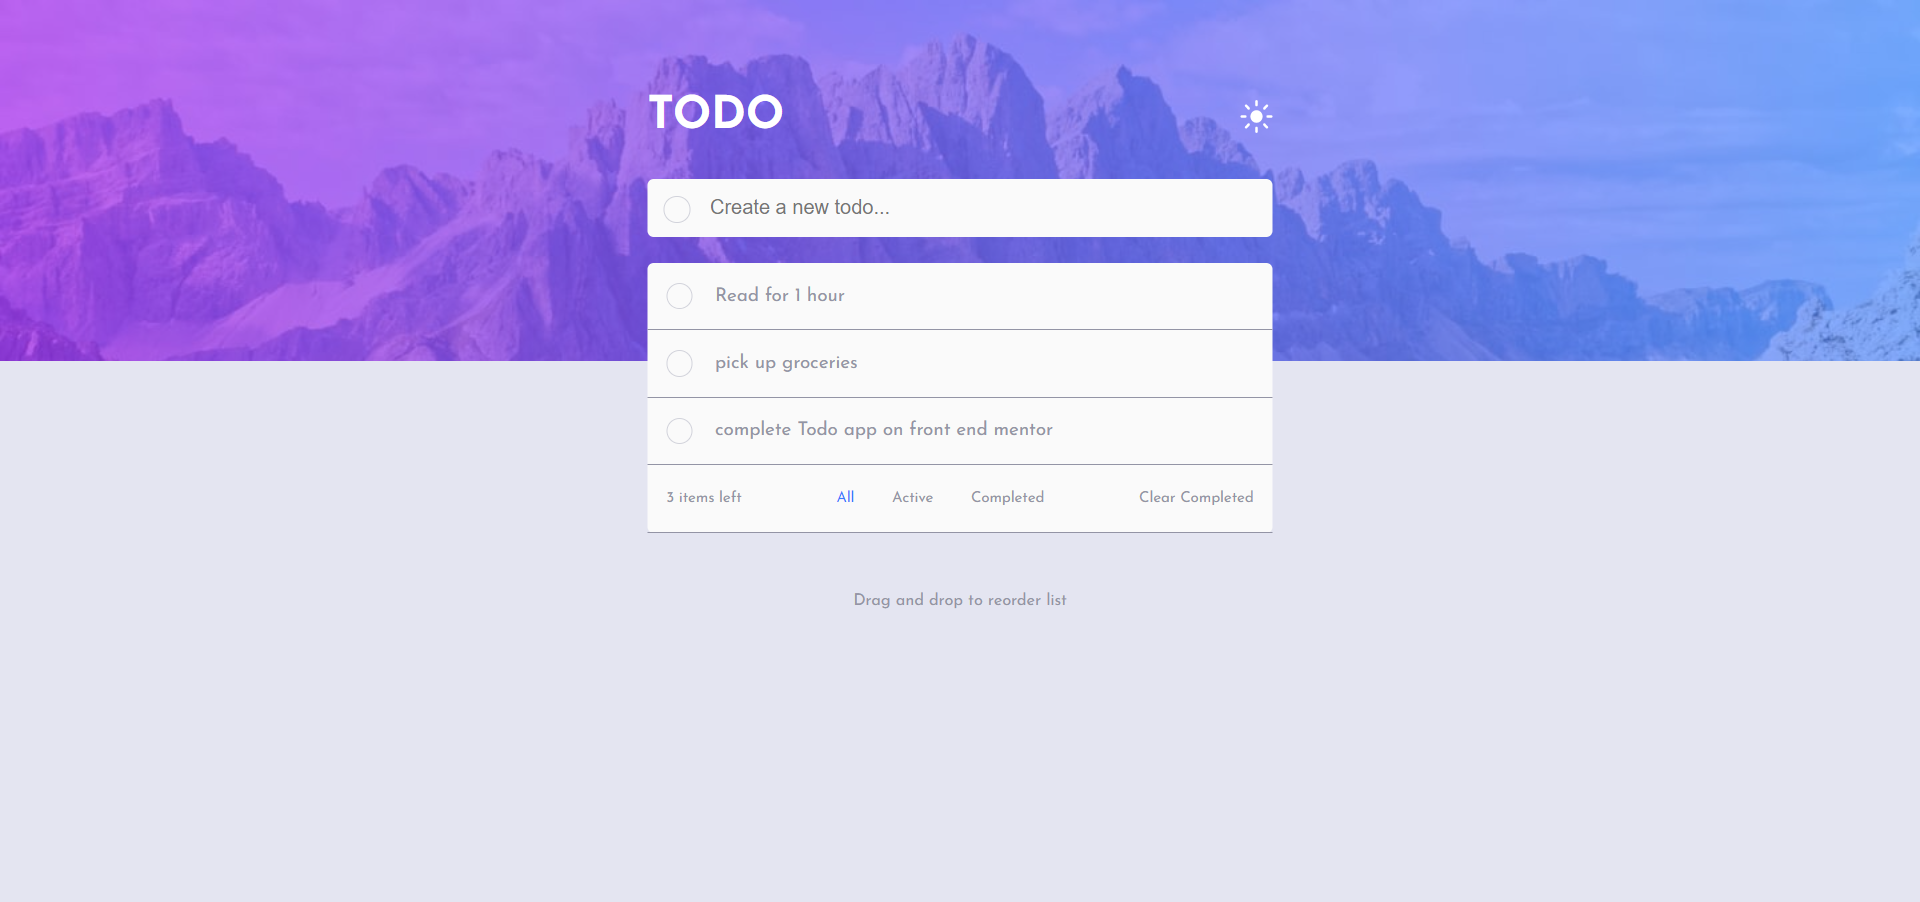 TODO
Create a new todo...
Read for 1 hour
pick up groceries
complete Todo app on front end mentor
3 items left All Active Completed Clear Completed
Drag and drop to reorder list